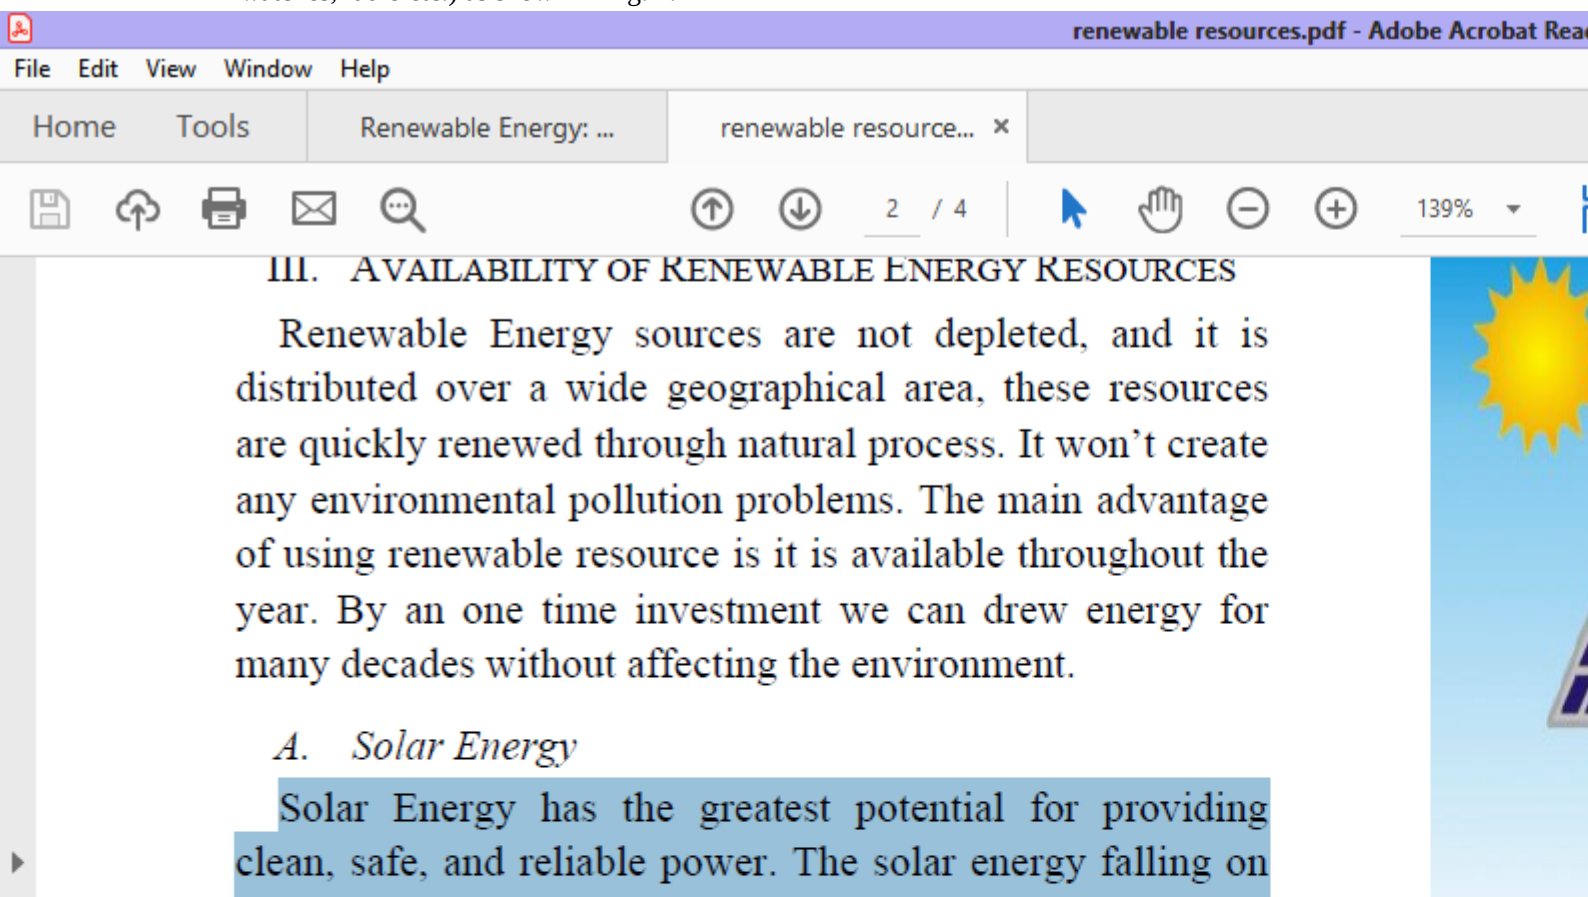 renewable resources.pdf - Adobe Acrobat Rea
File Edit View Window Help
Home Tools Renewable Energy: ... renewable resource... ×
2 / 4 139%
III. AVAILABILITY OF RENEWABLE ENERGY RESOURCES
Renewable Energy sources are not depleted, and it is
distributed over a wide geographical area, these resources
are quickly renewed through natural process. It won’t create
any environmental pollution problems. The main advantage
of using renewable resource is it is available throughout the
year. By an one time investment we can drew energy for
many decades without affecting the environment.
A. Solar Energy
Solar Energy has the greatest potential for providing
clean, safe, and reliable power. The solar energy falling on